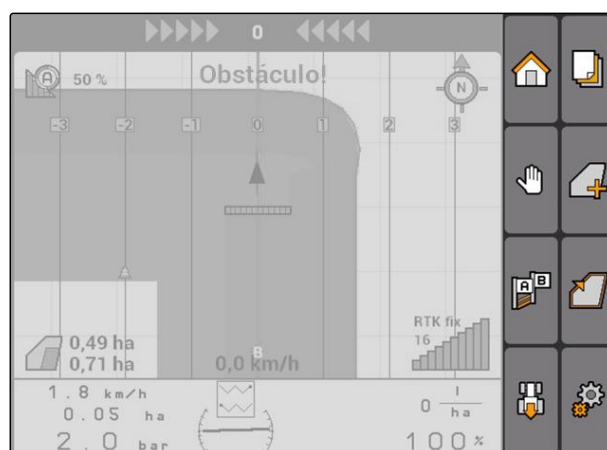 0
A 50 %
Obstáculo!
N
-3 -2 -1 0 1 2 3
A B
RTK fix
16
0,49 ha
0,71 ha
0,0 km/h
B
1.8 km/h
0.05 ha
2.0 bar
0 l/ha
100 %